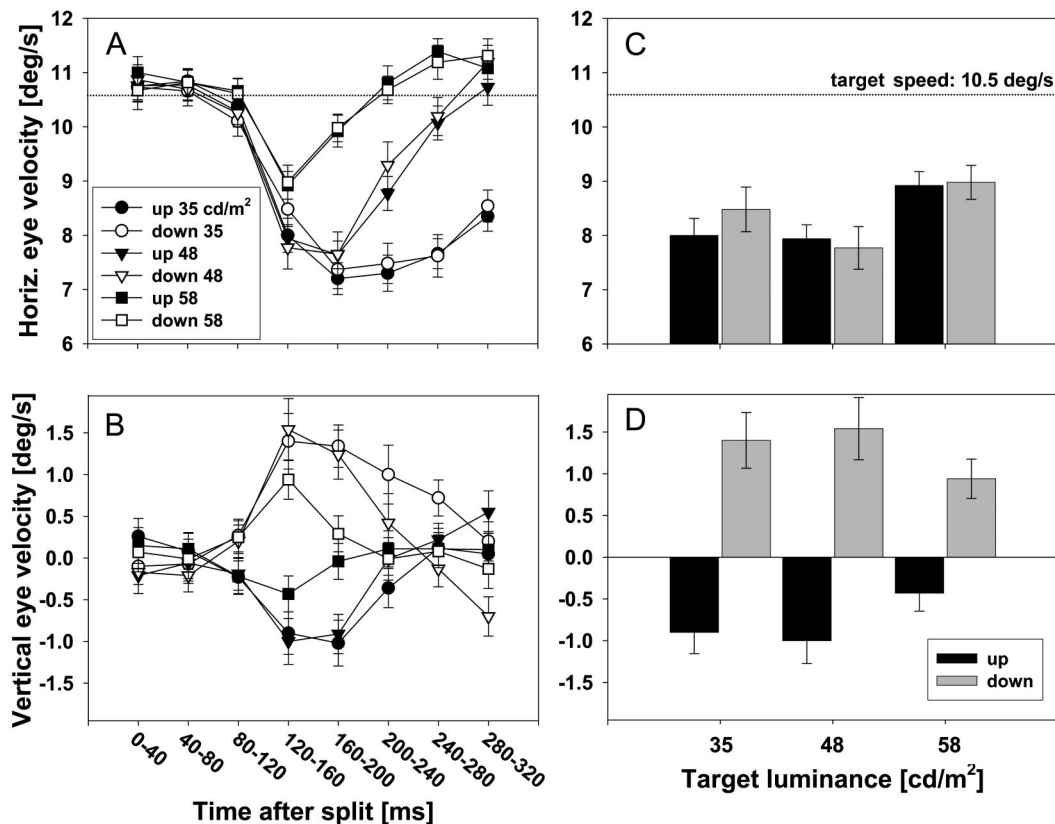 A
Horiz. eye velocity [deg/s]
12
11
10
9
8
7
6
up 35 cd/m²
down 35
up 48
down 48
up 58
down 58
C
target speed: 10.5 deg/s
12
11
10
9
8
7
6
B
Vertical eye velocity [deg/s]
1.5
1.0
0.5
0.0
-0.5
-1.0
-1.5
0-40
40-80
80-120
120-160
160-200
200-240
240-280
280-320
Time after split [ms]
D
1.5
1.0
0.5
0.0
-0.5
-1.0
-1.5
up
down
35
48
58
Target luminance [cd/m²]